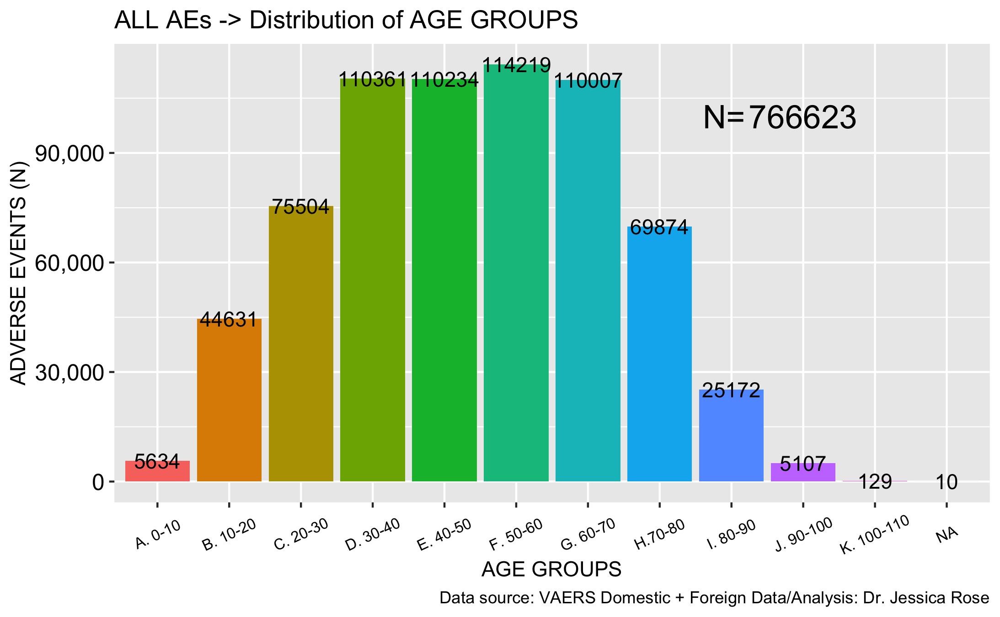 ALL AEs -> Distribution of AGE GROUPS
114219
110361 110234 110007
N= 766623
90,000
75504
69874
60,000
44631
30,000
25172
5634
5107
129
10
0
ADVERSE EVENTS (N)
A. 0-10
B. 10-20
C. 20-30
D. 30-40
E. 40-50
F. 50-60
G. 60-70
H.70-80
I. 80-90
J. 90-100
K. 100-110
NA
AGE GROUPS
Data source: VAERS Domestic + Foreign Data/Analysis: Dr. Jessica Rose